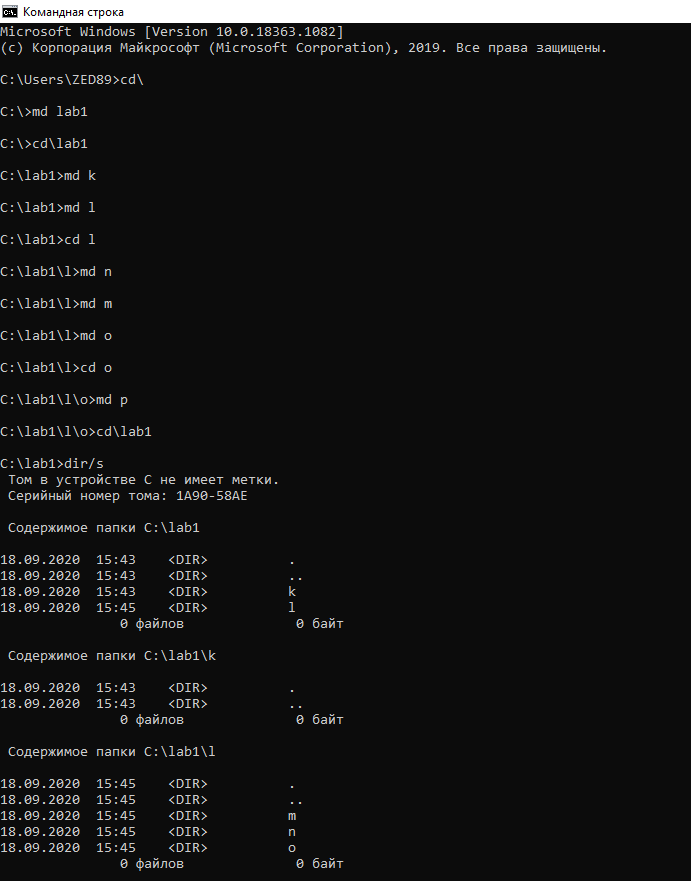 Командная строка
Microsoft Windows [Version 10.0.18363.1082]
(c) Корпорация Майкрософт (Microsoft Corporation), 2019. Все права защищены.
C:\Users\ZED89>cd\
C:\>md lab1
C:\>cd\lab1
C:\lab1>md k
C:\lab1>md l
C:\lab1>cd l
C:\lab1\l>md n
C:\lab1\l>md m
C:\lab1\l>md o
C:\lab1\l>cd o
C:\lab1\l\o>md p
C:\lab1\l\o>cd\lab1
C:\lab1>dir/s
Том в устройстве C не имеет метки.
Серийный номер тома: 1A90-58AE
Содержимое папки C:\lab1
18.09.2020  15:43    <DIR>          .
18.09.2020  15:43    <DIR>          ..
18.09.2020  15:43    <DIR>          k
18.09.2020  15:45    <DIR>          l
0 файлов              0 байт
Содержимое папки C:\lab1\k
18.09.2020  15:43    <DIR>          .
18.09.2020  15:43    <DIR>          ..
0 файлов              0 байт
Содержимое папки C:\lab1\l
18.09.2020  15:45    <DIR>          .
18.09.2020  15:45    <DIR>          ..
18.09.2020  15:45    <DIR>          m
18.09.2020  15:45    <DIR>          n
18.09.2020  15:45    <DIR>          o
0 файлов              0 байт